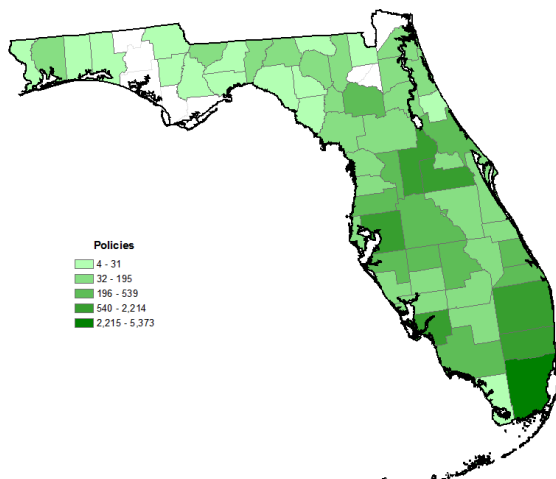 Policies
4 - 31
32 - 195
196 - 539
540 - 2,214
2,215 - 5,373